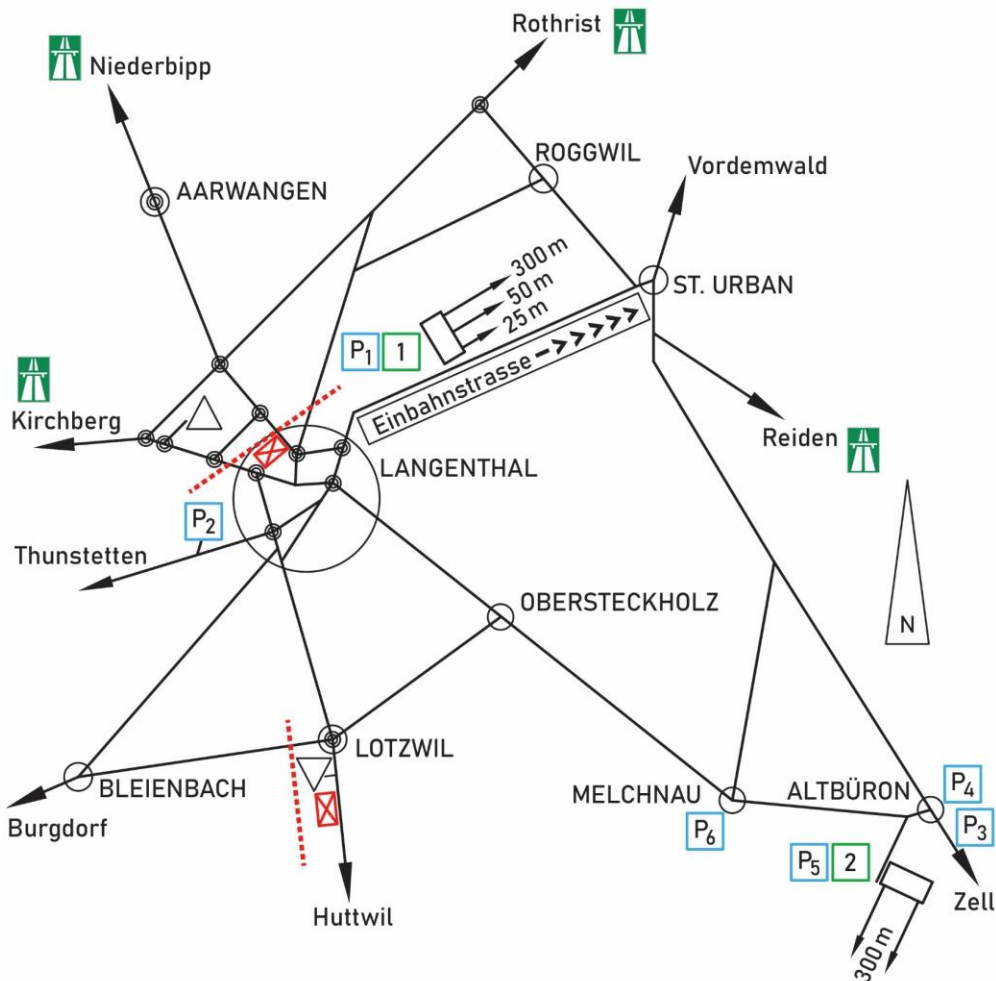 Rothrist
Niederbipp
ROGGWIL
Vordemwald
AARWANGEN
300 m
50 m
25 m
ST. URBAN
P1 1
Einbahnstrasse
Kirchberg
Reiden
LANGENTHAL
P2
Thunstetten
OBERSTECKHOLZ
N
LOTZWIL
BLEIENBACH
MELCHNAU
ALTBÜRON
P4
P3
P6
Burgdorf
P5 2
Zell
Huttwil
300 m